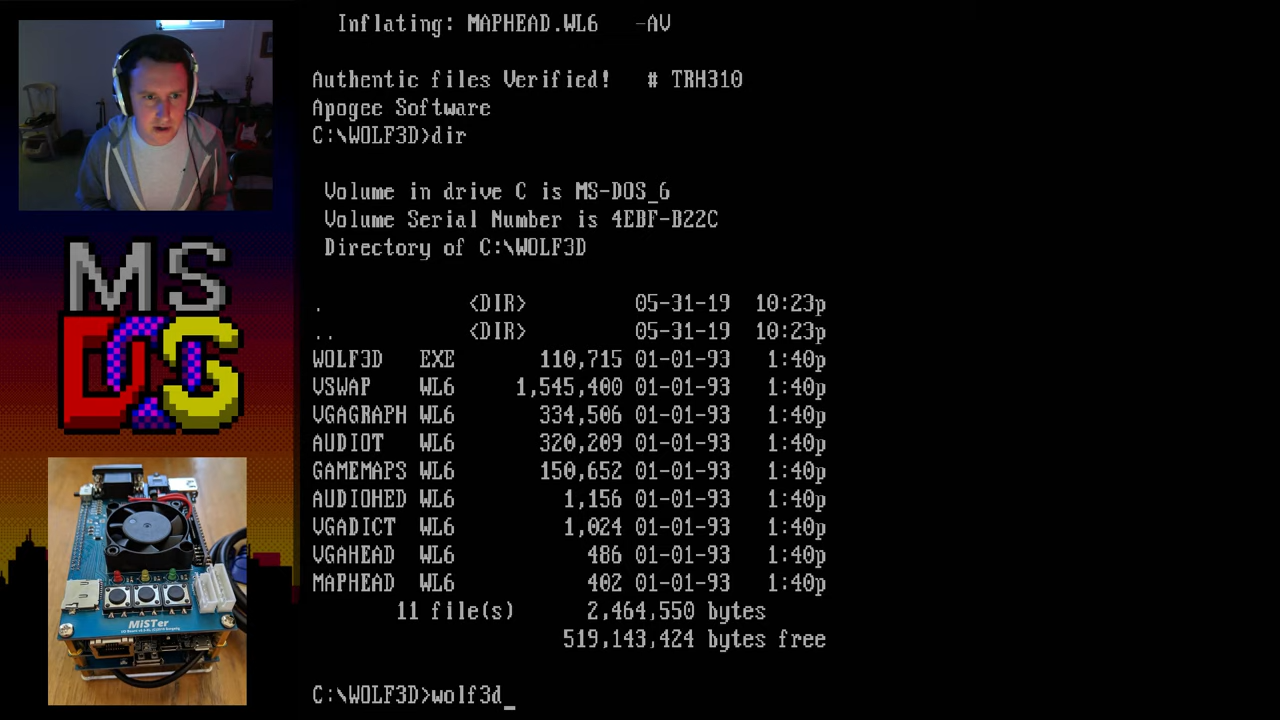 Inflating: MAPHEAD.WL6   -AV
Authentic files Verified!   # TRH310
Apogee Software
C:\WOLF3D>dir
Volume in drive C is MS-DOS_6
Volume Serial Number is 4EBF-B22C
Directory of C:\WOLF3D
.            <DIR>         05-31-19  10:23p
..           <DIR>         05-31-19  10:23p
WOLF3D   EXE       110,715 01-01-93   1:40p
VSWAP    WL6     1,545,400 01-01-93   1:40p
VGAGRAPH WL6       334,506 01-01-93   1:40p
AUDIOT   WL6       320,209 01-01-93   1:40p
GAMEMAPS WL6       150,652 01-01-93   1:40p
AUDIOHED WL6         1,156 01-01-93   1:40p
VGADICT  WL6         1,024 01-01-93   1:40p
VGAHEAD  WL6           486 01-01-93   1:40p
MAPHEAD  WL6           402 01-01-93   1:40p
11 file(s)      2,464,550 bytes
519,143,424 bytes free
C:\WOLF3D>wolf3d_
MS
DOS
MiSTer